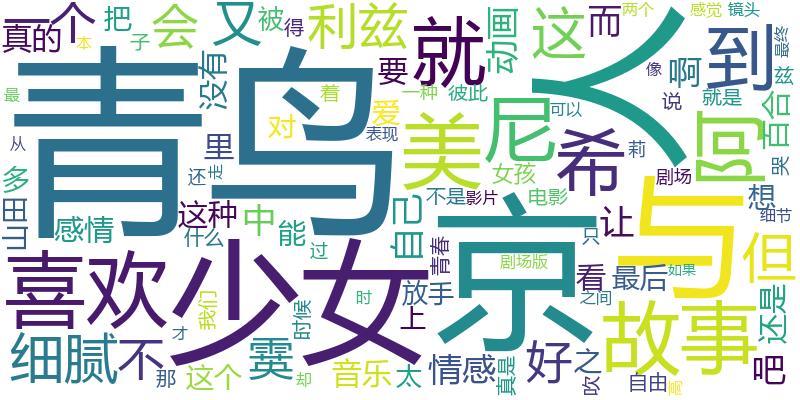 真的
一个
把
子
本
会
又
被
得
利兹
动画
这
而
两个
感觉
镜头
就
人
到
最终
像
啊
青鸟
没有
要
着
一种
彼此
尼
说
就是
百合
最
对
爱
美
希
可以
阿
哭
从
里
表现
莉
多
还
走
女孩
剧场
想
山田
感情
这种
中
能
自己
不是
影片
电影
让
与
细节
什么
过
京
只
但
喜欢
少女
青春
剧场版
看
最后
如果
我们
时
时候
放手
上
之间
故事
还是
细腻
不
才
霙
那
这个
却
音乐
太
情感
真是
好
之
吹
自由
吧